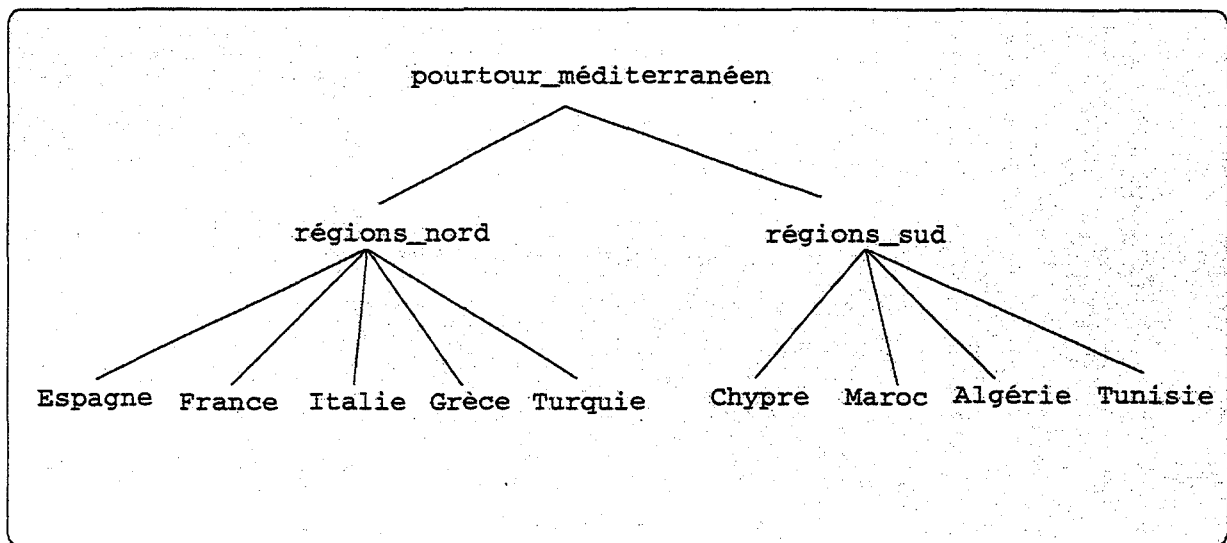 pourtour_méditerranéen
régions_nord régions_sud
Espagne France Italie Grèce Turquie Chypre Maroc Algérie Tunisie